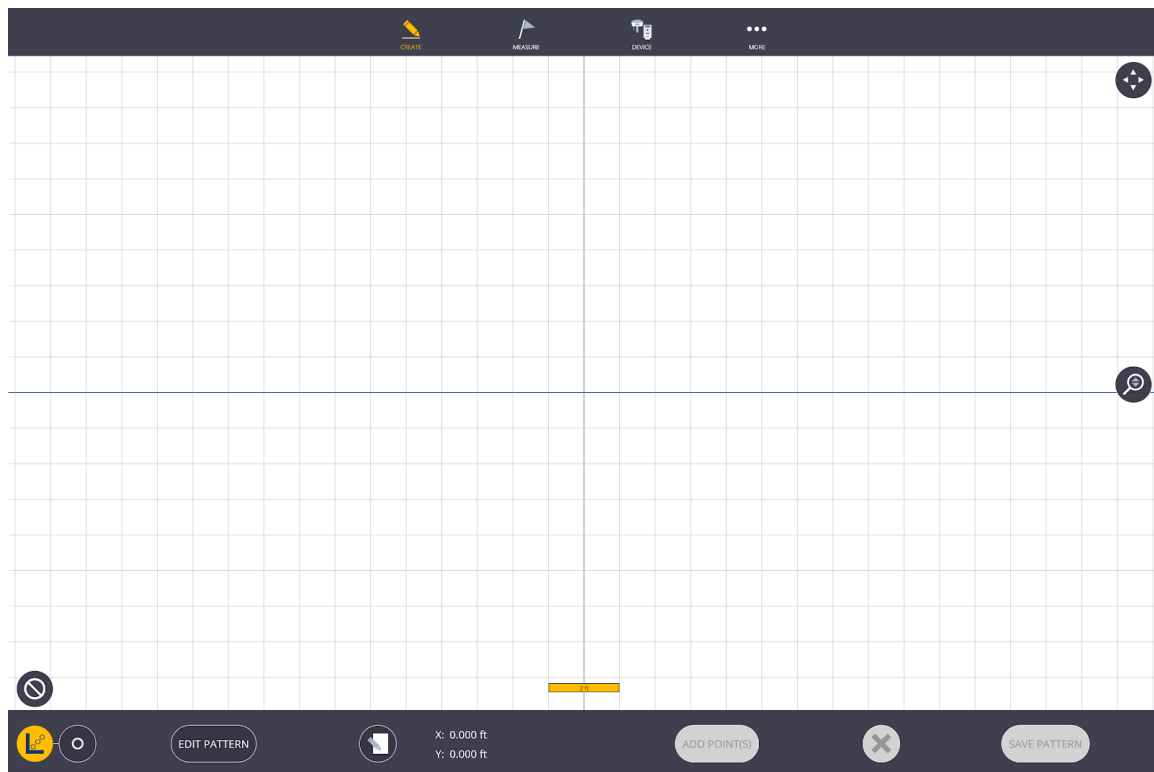 CREATE
MEASURE
DEVICE
MORE
2 ft
X: 0.000 ft
EDIT PATTERN
ADD POINT(S)
SAVE PATTERN
Y: 0.000 ft